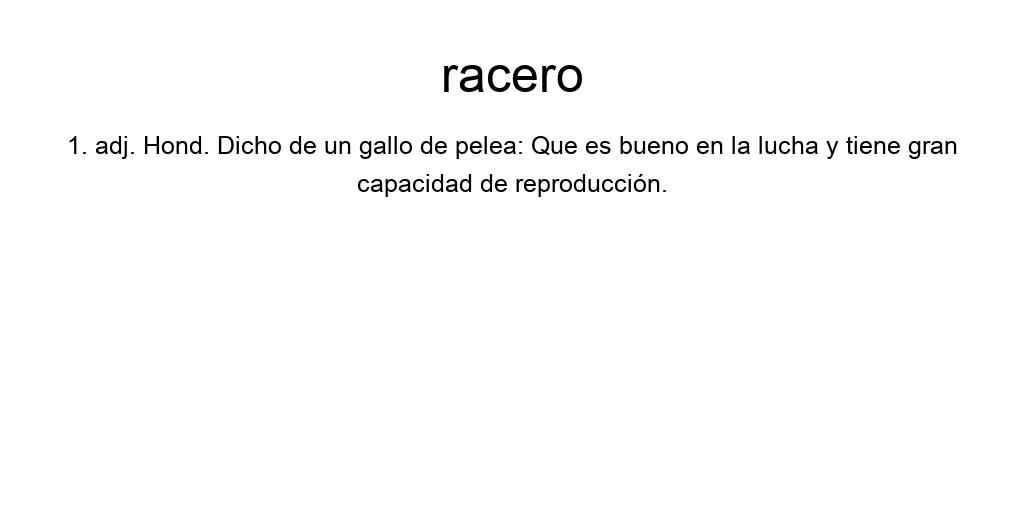 racero
1. adj. Hond. Dicho de un gallo de pelea: Que es bueno en la lucha y tiene gran
capacidad de reproducción.